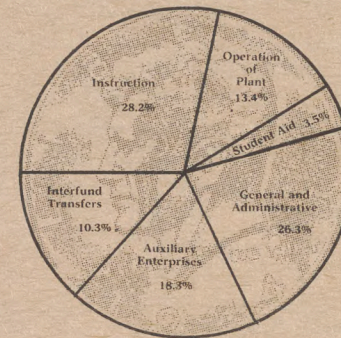 Instruction
28.2%
Operation
of
Plant
13.4%
Student Aid 3.5%
General and
Administrative
26.3%
Auxiliary
Enterprises
18.3%
Interfund
Transfers
10.3%